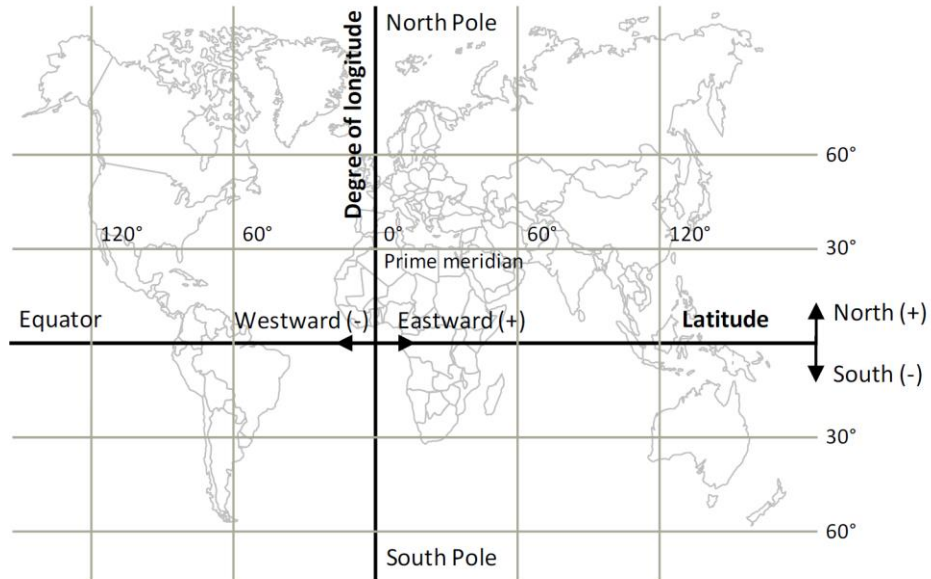 North Pole
Degree of longitude
60°
120°
60°
0°
60°
120°
30°
Prime meridian
Equator
Westward (-)
Eastward (+)
Latitude
North (+)
South (-)
30°
60°
South Pole